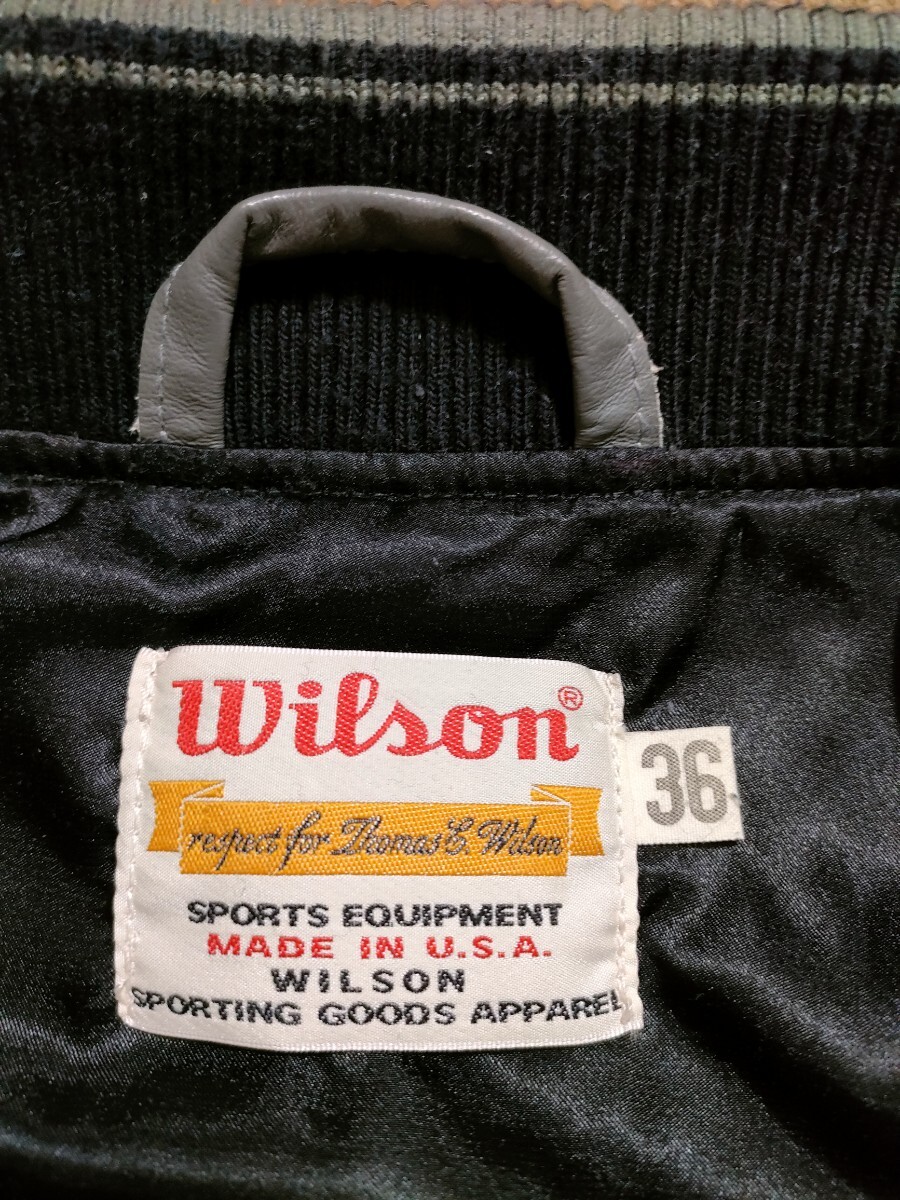 Wilson®
36
respect for Thomas E. Wilson
SPORTS EQUIPMENT
MADE IN U.S.A.
WILSON
SPORTING GOODS APPAREL